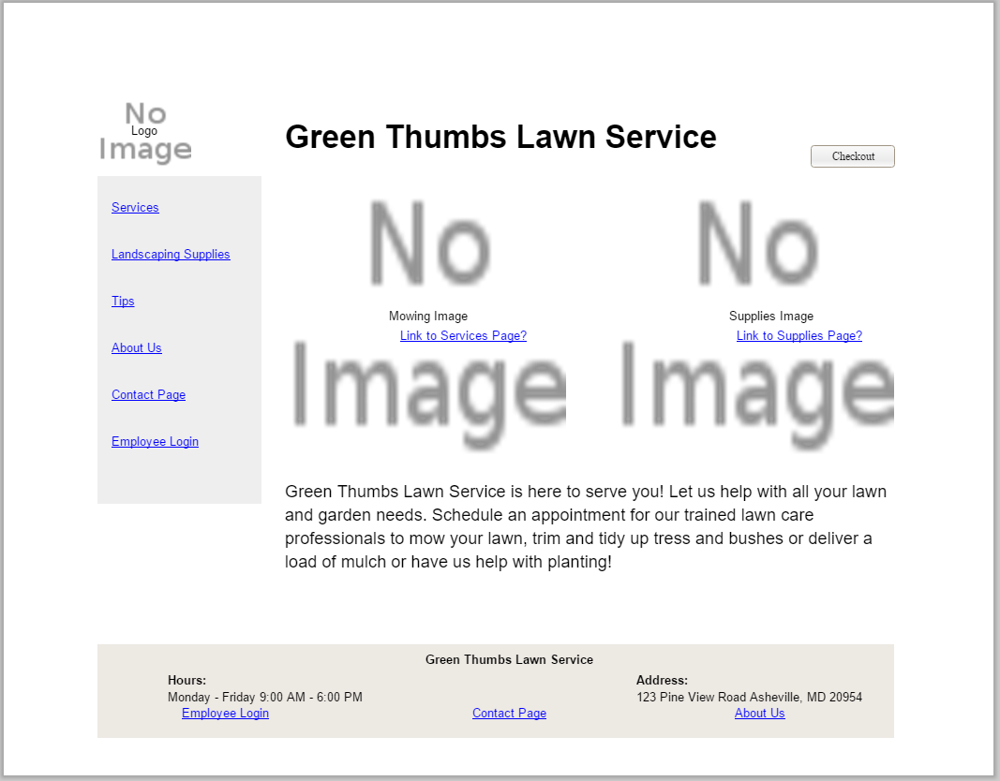 No
Logo
Image
Green Thumbs Lawn Service
Checkout
Services
Landscaping Supplies
Tips
About Us
Contact Page
Employee Login
No
Mowing Image
Link to Services Page?
Image
No
Supplies Image
Link to Supplies Page?
Image
Green Thumbs Lawn Service is here to serve you! Let us help with all your lawn
and garden needs. Schedule an appointment for our trained lawn care
professionals to mow your lawn, trim and tidy up tress and bushes or deliver a
load of mulch or have us help with planting!
Green Thumbs Lawn Service
Hours:
Monday - Friday 9:00 AM - 6:00 PM
Employee Login
Contact Page
Address:
123 Pine View Road Asheville, MD 20954
About Us